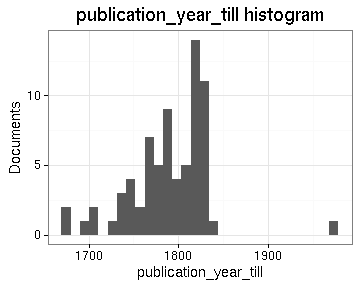 publication_year_till histogram
Documents
10
5
0
1700 1800 1900
publication_year_till